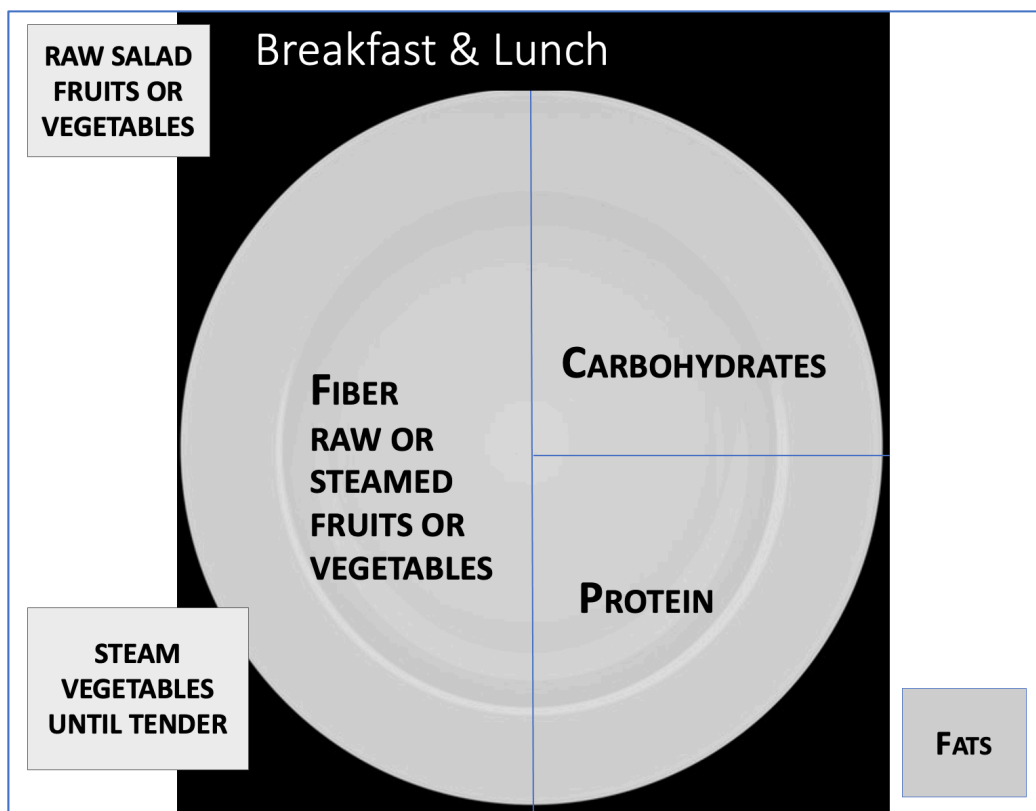 RAW SALAD
FRUITS OR
VEGETABLES
Breakfast & Lunch
CARBOHYDRATES
FIBER
RAW OR
STEAMED
FRUITS OR
VEGETABLES
PROTEIN
STEAM
VEGETABLES
UNTIL TENDER
FATS